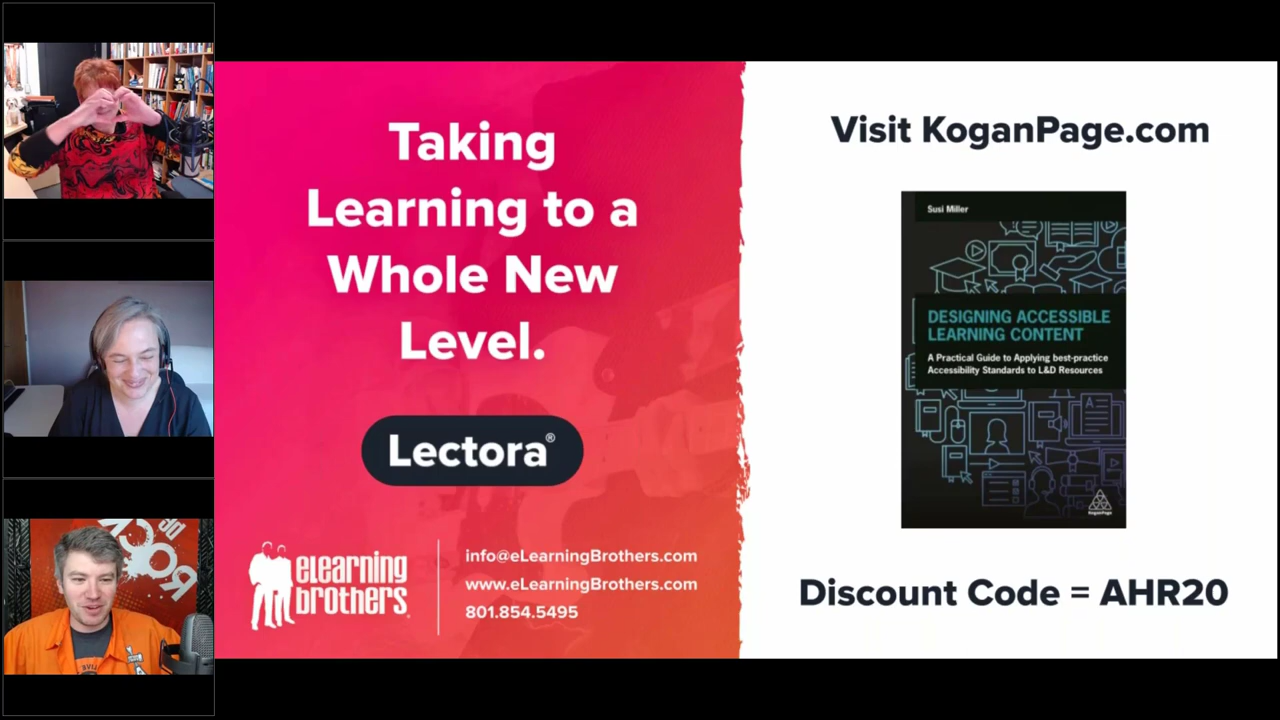 Taking
Learning to a
Whole New
Level.
Lectora®
elearning
brothers®
info@eLearningBrothers.com
www.eLearningBrothers.com
801.854.5495
Visit KoganPage.com
Susi Miller
DESIGNING ACCESSIBLE
LEARNING CONTENT
A Practical Guide to Applying best-practice
Accessibility Standards to L&D Resources
KoganPage
Discount Code = AHR20
ROCK